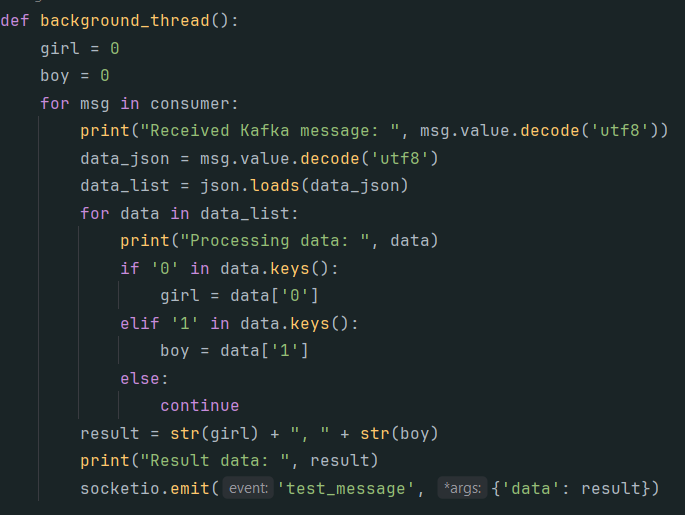 def background_thread():
    girl = 0
    boy = 0
    for msg in consumer:
        print("Received Kafka message: ", msg.value.decode('utf8'))
        data_json = msg.value.decode('utf8')
        data_list = json.loads(data_json)
        for data in data_list:
            print("Processing data: ", data)
            if '0' in data.keys():
                girl = data['0']
            elif '1' in data.keys():
                boy = data['1']
            else:
                continue
        result = str(girl) + ", " + str(boy)
        print("Result data: ", result)
        socketio.emit( event: 'test_message', *args: {'data': result})